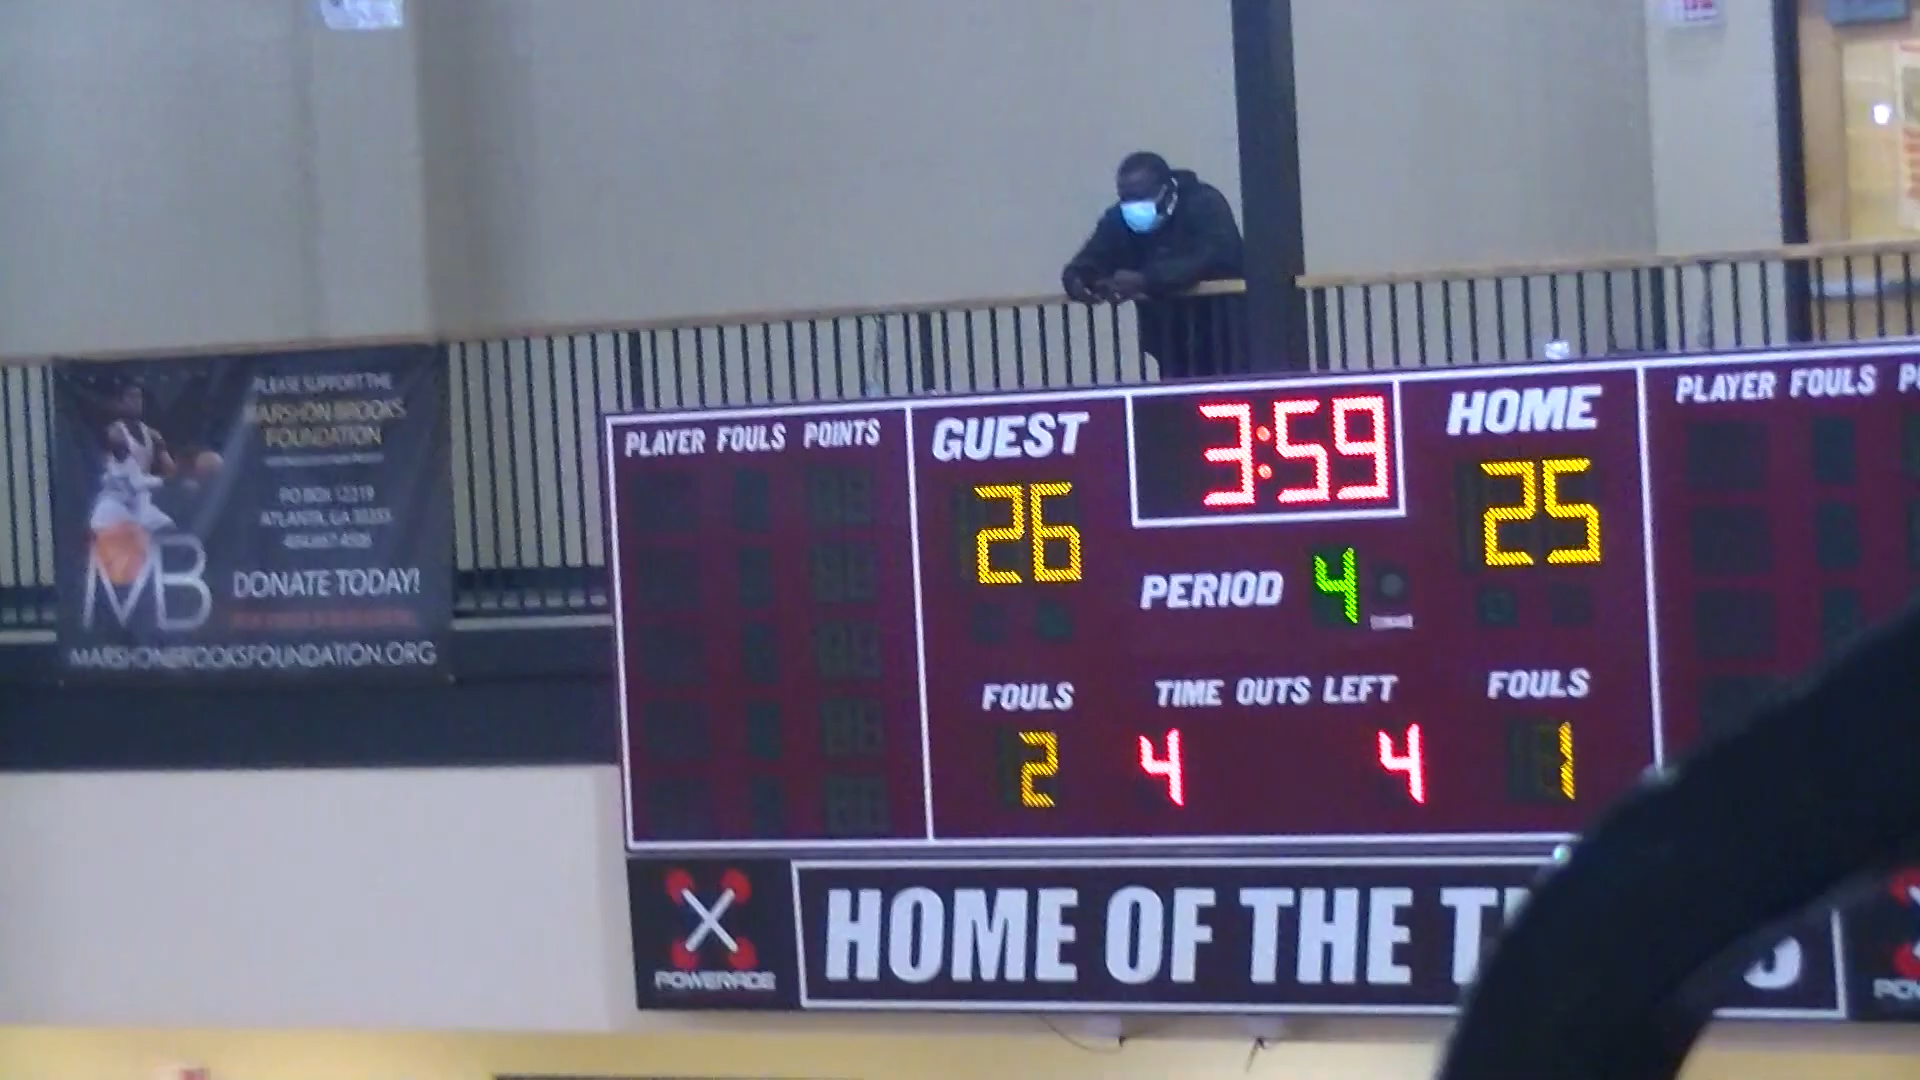 PLEASE SUPPORT THE
MARSHON BROOKS
FOUNDATION
PO BOX 12319
ATLANTA, GA 30355
DONATE TODAY!
MARSHONBROOKSFOUNDATION.ORG
MB
PLAYER FOULS POINTS
GUEST
3:59
HOME
PLAYER FOULS
26
25
PERIOD 4
FOULS
TIME OUTS LEFT
FOULS
2
4
4
1
POWERADE
HOME OF THE T